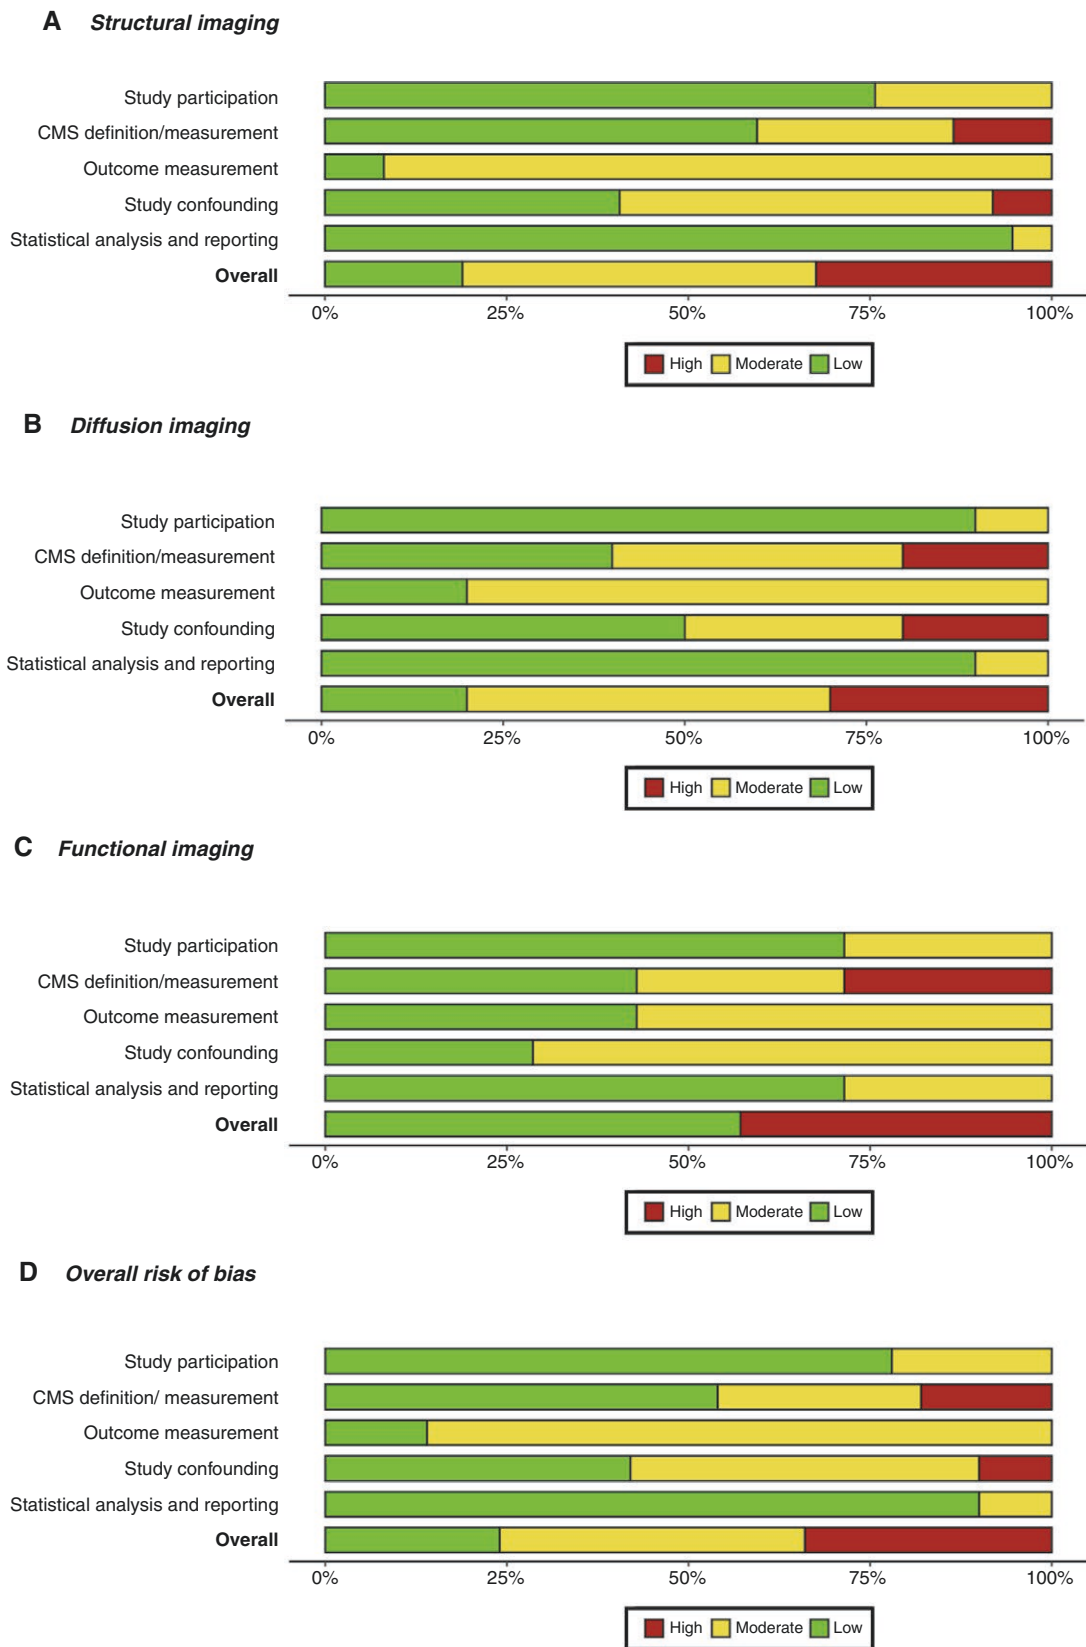 A Structural imaging
Study participation
CMS definition/measurement
Outcome measurement
Study confounding
Statistical analysis and reporting
Overall
0% 25% 50% 75% 100%
High Moderate Low
B Diffusion imaging
Study participation
CMS definition/measurement
Outcome measurement
Study confounding
Statistical analysis and reporting
Overall
0% 25% 50% 75% 100%
High Moderate Low
C Functional imaging
Study participation
CMS definition/measurement
Outcome measurement
Study confounding
Statistical analysis and reporting
Overall
0% 25% 50% 75% 100%
High Moderate Low
D Overall risk of bias
Study participation
CMS definition/ measurement
Outcome measurement
Study confounding
Statistical analysis and reporting
Overall
0% 25% 50% 75% 100%
High Moderate Low